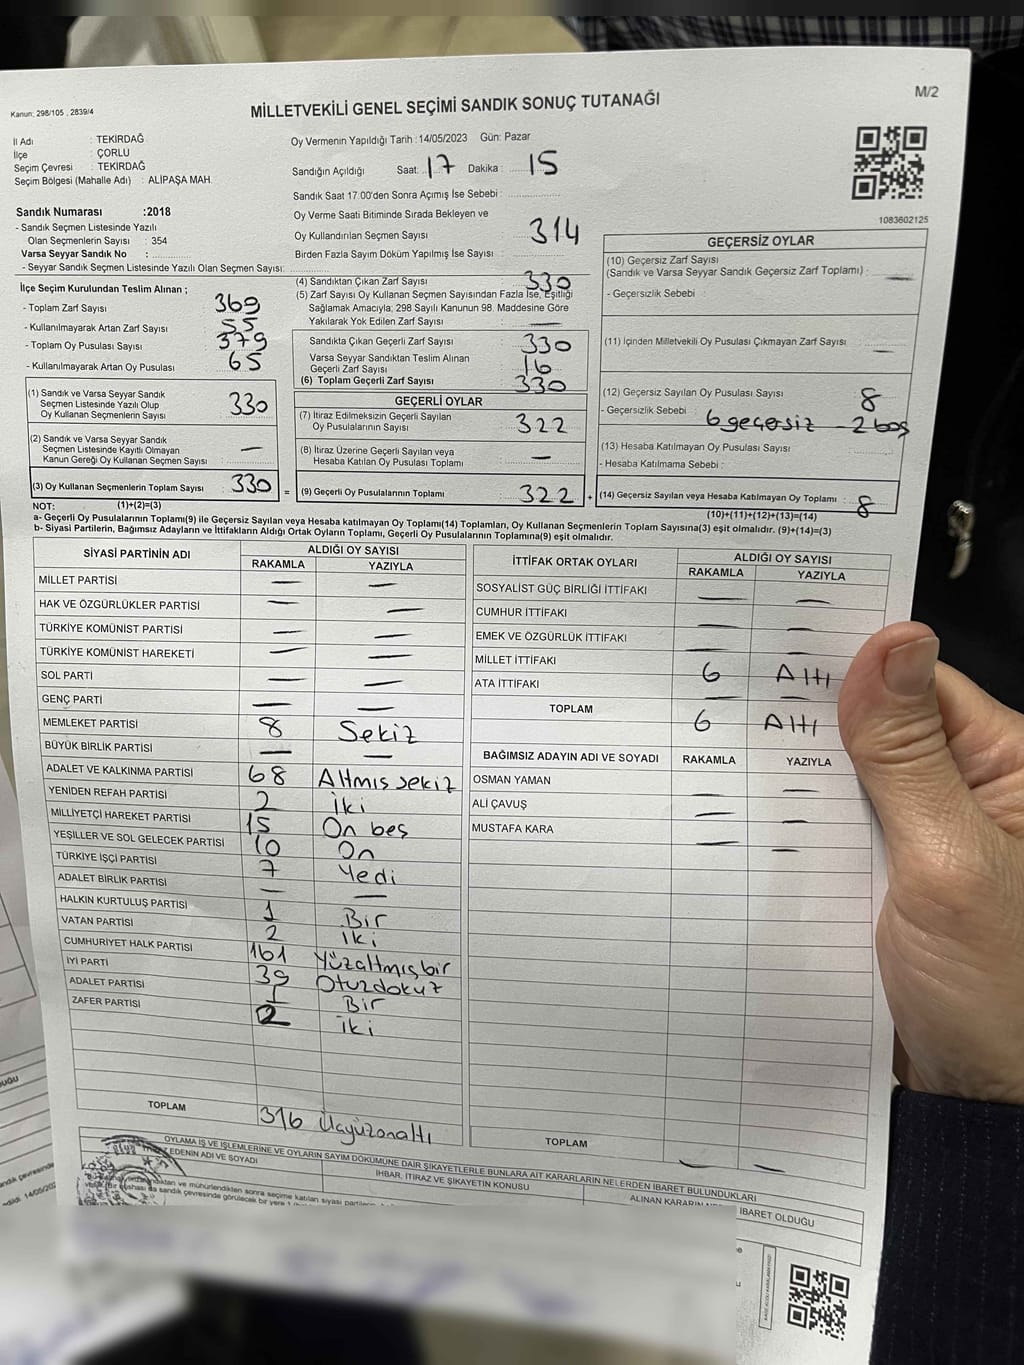 Kanun: 298/105 , 2839/4
MİLLETVEKİLİ GENEL SEÇİMİ SANDIK SONUÇ TUTANAĞI
M/2
İl Adı : TEKİRDAĞ
İlçe : ÇORLU
Seçim Çevresi : TEKİRDAĞ
Seçim Bölgesi (Mahalle Adı) : ALİPAŞA MAH.
Sandık Numarası :2018
- Sandık Seçmen Listesinde Yazılı
Olan Seçmenlerin Sayısı : 354
Varsa Seyyar Sandık No :
- Seyyar Sandık Seçmen Listesinde Yazılı Olan Seçmen Sayısı:
Oy Vermenin Yapıldığı Tarih : 14/05/2023 Gün: Pazar
Sandığın Açıldığı Saat: 17 Dakika : 15
Sandık Saat 17:00'den Sonra Açımış İse Sebebi :
Oy Verme Saati Bitiminde Sırada Bekleyen ve
Oy Kullandırılan Seçmen Sayısı : 314
Birden Fazla Sayım Döküm Yapılmış İse Sayısı :
1083602125
İlçe Seçim Kurulundan Teslim Alınan ;
- Toplam Zarf Sayısı : 369
- Kullanılmayarak Artan Zarf Sayısı : 55
- Toplam Oy Pusulası Sayısı : 379
- Kullanılmayarak Artan Oy Pusulası : 65
(4) Sandıktan Çıkan Zarf Sayısı : 330
(5) Zarf Sayısı Oy Kullanan Seçmen Sayısından Fazla İse, Eşitliği
Sağlamak Amacıyla; 298 Sayılı Kanunun 98. Maddesine Göre
Yakılarak Yok Edilen Zarf Sayısı : —
Sandıkta Çıkan Geçerli Zarf Sayısı : 330
Varsa Seyyar Sandıktan Teslim Alınan
Geçerli Zarf Sayısı : 16
(6) Toplam Geçerli Zarf Sayısı : 330
GEÇERSİZ OYLAR
(10) Geçersiz Zarf Sayısı
(Sandık ve Varsa Seyyar Sandık Geçersiz Zarf Toplamı) : —
- Geçersizlik Sebebi :
(11) İçinden Milletvekili Oy Pusulası Çıkmayan Zarf Sayısı : —
(12) Geçersiz Sayılan Oy Pusulası Sayısı : 8
- Geçersizlik Sebebi : 6 geçersiz - 2 boş
(13) Hesaba Katılmayan Oy Pusulası Sayısı :
- Hesaba Katılmama Sebebi :
(1) Sandık ve Varsa Seyyar Sandık
Seçmen Listesinde Yazılı Olup
Oy Kullanan Seçmenlerin Sayısı : 330
(2) Sandık ve Varsa Seyyar Sandık
Seçmen Listesinde Kayıtlı Olmayan
Kanun Gereği Oy Kullanan Seçmen Sayısı : —
(3) Oy Kullanan Seçmenlerin Toplam Sayısı : 330
GEÇERLİ OYLAR
(7) İtiraz Edilmeksizin Geçerli Sayılan
Oy Pusulalarının Sayısı : 322
(8) İtiraz Üzerine Geçerli Sayılan veya
Hesaba Katılan Oy Pusulası Toplamı : —
= (9) Geçerli Oy Pusulalarının Toplamı : 322
+ (14) Geçersiz Sayılan veya Hesaba Katılmayan Oy Toplamı : 8
NOT: (1)+(2)=(3) (10)+(11)+(12)+(13)=(14)
a- Geçerli Oy Pusulalarının Toplamı(9) ile Geçersiz Sayılan veya Hesaba katılmayan Oy Toplamı(14) Toplamları, Oy Kullanan Seçmenlerin Toplam Sayısına(3) eşit olmalıdır. (9)+(14)=(3)
b- Siyasi Partilerin, Bağımsız Adayların ve İttifakların Aldığı Ortak Oyların Toplamı, Geçerli Oy Pusulalarının Toplamına(9) eşit olmalıdır.
SİYASİ PARTİNİN ADI ALDIĞI OY SAYISI
RAKAMLA YAZIYLA
MİLLET PARTİSİ — —
HAK VE ÖZGÜRLÜKLER PARTİSİ — —
TÜRKİYE KOMÜNİST PARTİSİ — —
TÜRKİYE KOMÜNİST HAREKETİ — —
SOL PARTİ — —
GENÇ PARTİ — —
MEMLEKET PARTİSİ 8 Sekiz
BÜYÜK BİRLİK PARTİSİ — —
ADALET VE KALKINMA PARTİSİ 68 Altmış sekiz
YENİDEN REFAH PARTİSİ 2 İki
MİLLİYETÇİ HAREKET PARTİSİ 15 On beş
YEŞİLLER VE SOL GELECEK PARTİSİ 10 On
TÜRKİYE İŞÇİ PARTİSİ 7 Yedi
ADALET BİRLİK PARTİSİ — —
HALKIN KURTULUŞ PARTİSİ 1 Bir
VATAN PARTİSİ 2 İki
CUMHURİYET HALK PARTİSİ 161 Yüzaltmışbir
İYİ PARTİ 39 Otuzdokuz
ADALET PARTİSİ 1 Bir
ZAFER PARTİSİ 2 İki
TOPLAM 316 Üçyüzonaltı
İTTİFAK ORTAK OYLARI ALDIĞI OY SAYISI
RAKAMLA YAZIYLA
SOSYALİST GÜÇ BİRLİĞİ İTTİFAKI — —
CUMHUR İTTİFAKI — —
EMEK VE ÖZGÜRLÜK İTTİFAKI — —
MİLLET İTTİFAKI 6 Altı
ATA İTTİFAKI — —
TOPLAM 6 Altı
BAĞIMSIZ ADAYIN ADI VE SOYADI RAKAMLA YAZIYLA
OSMAN YAMAN — —
ALİ ÇAVUŞ — —
MUSTAFA KARA — —
TOPLAM — —
OYLAMA İŞ VE İŞLEMLERİNE VE OYLARIN SAYIM DÖKÜMÜNE DAİR ŞİKAYETLERLE BUNLARA AİT KARARLARIN NELERDEN İBARET BULUNDUKLARI
EDENİN ADI VE SOYADI
İHBAR, İTİRAZ VE ŞİKAYETİN KONUSU
ALINAN KARARIN İBARET OLDUĞU